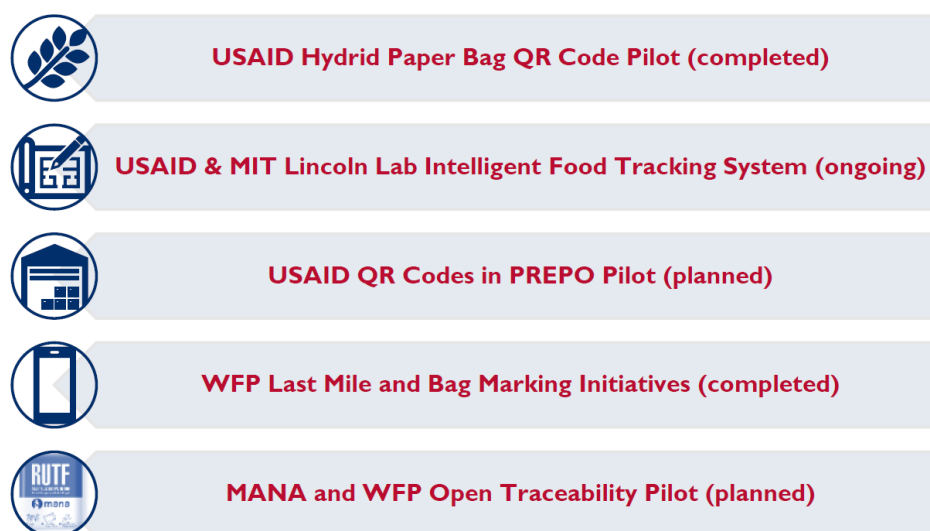 USAID Hydrid Paper Bag QR Code Pilot (completed)
USAID & MIT Lincoln Lab Intelligent Food Tracking System (ongoing)
USAID QR Codes in PREPO Pilot (planned)
WFP Last Mile and Bag Marking Initiatives (completed)
RUTF
mana
MANA and WFP Open Traceability Pilot (planned)